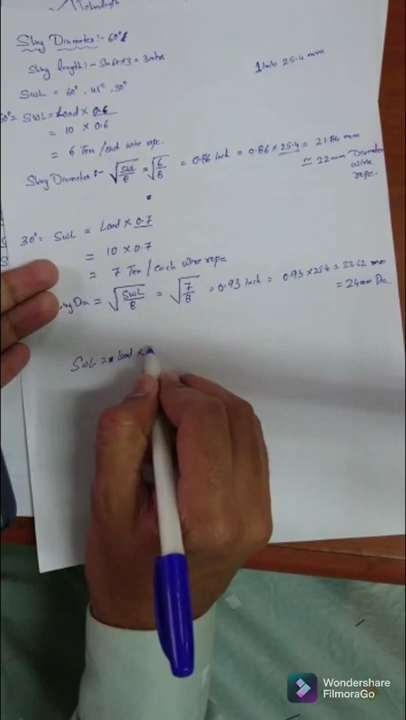 Sling Diameter:- 60°
Sling length:- Sin 60 x 3 = 3 mtrs
1 Inch 25.4 mm
SWL = 60°, 45°, 30°
SWL = Load x 0.6
= 10 x 0.6
= 6 Ton / each wire rope.
Sling Diameter:- √SWL/8 = √6/8 = 0.86 Inch = 0.86 x 25.4 = 21.84 mm
≈ 22 mm Diameter
wire
rope.
30° = SWL = Load x 0.7
= 10 x 0.7
= 7 Ton / each wire rope
Dia = √SWL/8 = √7/8 = 0.93 Inch = 0.93 x 25.4 = 23.62 mm
= 24 mm Dia.
SWL = Load x
Wondershare
FilmoraGo